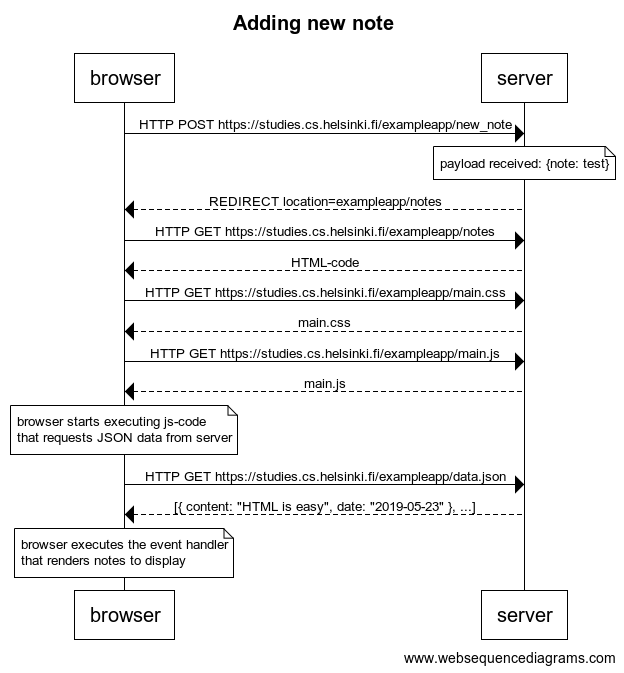 Adding new note
browser
server
HTTP POST https://studies.cs.helsinki.fi/exampleapp/new_note
payload received: {note: test}
REDIRECT location=exampleapp/notes
HTTP GET https://studies.cs.helsinki.fi/exampleapp/notes
HTML-code
HTTP GET https://studies.cs.helsinki.fi/exampleapp/main.css
main.css
HTTP GET https://studies.cs.helsinki.fi/exampleapp/main.js
main.js
browser starts executing js-code
that requests JSON data from server
HTTP GET https://studies.cs.helsinki.fi/exampleapp/data.json
[{ content: "HTML is easy", date: "2019-05-23" }, ...]
browser executes the event handler
that renders notes to display
browser
server
www.websequencediagrams.com